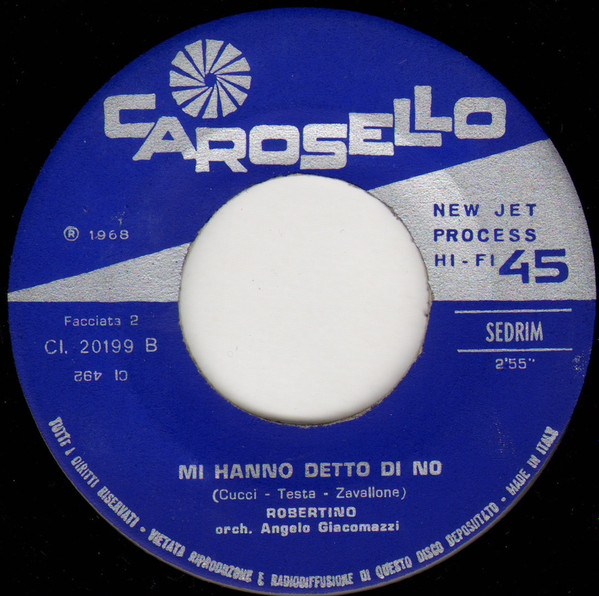 CAROSELLO
℗ 1968
NEW JET
PROCESS
HI-FI 45
Facciata 2
CI. 20199 B
CI 492
SEDRIM
2'55"
MI HANNO DETTO DI NO
(Cucci - Testa - Zavallone)
ROBERTINO
orch. Angelo Giacomazzi
TUTTI I DIRITTI RISERVATI - VIETATA RIPRODUZIONE E RADIODIFFUSIONE DI QUESTO DISCO DEPOSITATO - MADE IN ITALY